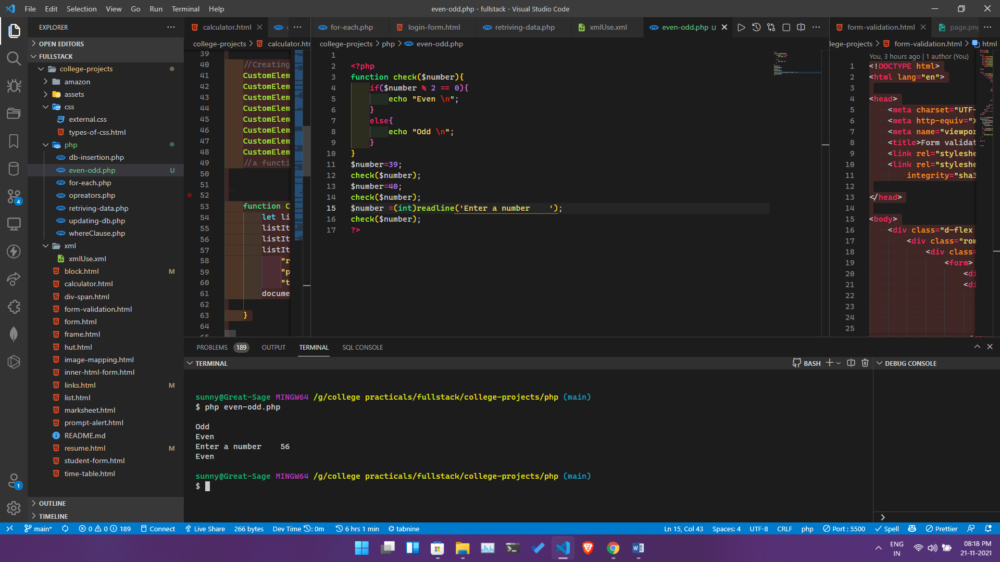 File Edit Selection View Go Run Terminal Help
even-odd.php - fullstack - Visual Studio Code
EXPLORER
OPEN EDITORS
FULLSTACK
college-projects
amazon
assets
css
external.css
types-of-css.html
php
db-insertion.php
even-odd.php U
for-each.php
opreators.php
retriving-data.php
updating-db.php
whereClause.php
xml
xmlUse.xml
block.html M
calculator.html
div-span.html
form-validation.html
form.html
frame.html
hut.html
image-mapping.html
inner-html-form.html
links.html M
list.html
marksheet.html
prompt-alert.html
README.md
resume.html M
student-form.html
time-table.html
OUTLINE
TIMELINE
4
1
calculator.html
college-projects > calculator.htm
39
40 //Creating
41 CustomElem
42 CustomElem
43 CustomElem
44 CustomElem
45 CustomElem
46 CustomElem
47 CustomElem
48 CustomElem
49 //a functi
50
51
52
53 function C
54 let li
55 listIt
56 listIt
57 listIt
58 "r
59 "p
60 "t
61 docume
62
63 }
64
for-each.php login-form.html retriving-data.php xmlUse.xml even-odd.php U
college-projects > php > even-odd.php
1
2 <?php
3 function check($number){
4 if($number % 2 == 0){
5 echo "Even \n";
6 }
7 else{
8 echo "Odd \n";
9 }
10 }
11 $number=39;
12 check($number);
13 $number=40;
14 check($number);
15 $number =(int)readline('Enter a number    ');
16 check($number);
17 ?>
form-validation.html page.png
lege-projects > form-validation.html > html
You, 3 hours ago | 1 author (You)
1 <!DOCTYPE html>
2 <html lang="en">
3
4 <head>
5 <meta charset="UTF-
6 <meta http-equiv="X
7 <meta name="viewpor
8 <title>Form validat
9 <link rel="styleshe
10 <link rel="styleshe
11 integrity="sha3
12
13 </head>
14
15 <body>
16 <div class="d-flex
17 <div class="row
18 <div class=
19 <form>
20 <di
21 <di
22
23
24
25
PROBLEMS 189 OUTPUT TERMINAL SQL CONSOLE
TERMINAL
BASH
DEBUG CONSOLE
sunny@Great-Sage MINGW64 /g/college practicals/fullstack/college-projects/php (main)
$ php even-odd.php
Odd
Even
Enter a number    56
Even
sunny@Great-Sage MINGW64 /g/college practicals/fullstack/college-projects/php (main)
$
main* 0 0 189 Connect Live Share 266 bytes Dev Time : 0m 6 hrs 1 min tabnine
Ln 15, Col 43 Spaces: 4 UTF-8 CRLF php Port : 5500 Spell Prettier
ENG
IN
08:18 PM
21-11-2021